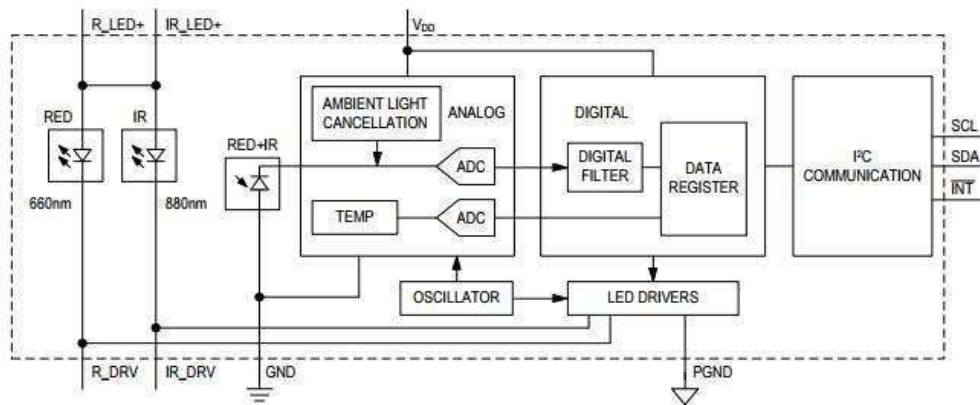 R_LED+ IR_LED+ VDD
RED IR
660nm 880nm
RED+IR
AMBIENT LIGHT
CANCELLATION
ANALOG
ADC
TEMP
ADC
DIGITAL
DIGITAL
FILTER
DATA
REGISTER
I²C
COMMUNICATION
SCL
SDA
INT
OSCILLATOR
LED DRIVERS
R_DRV IR_DRV GND PGND